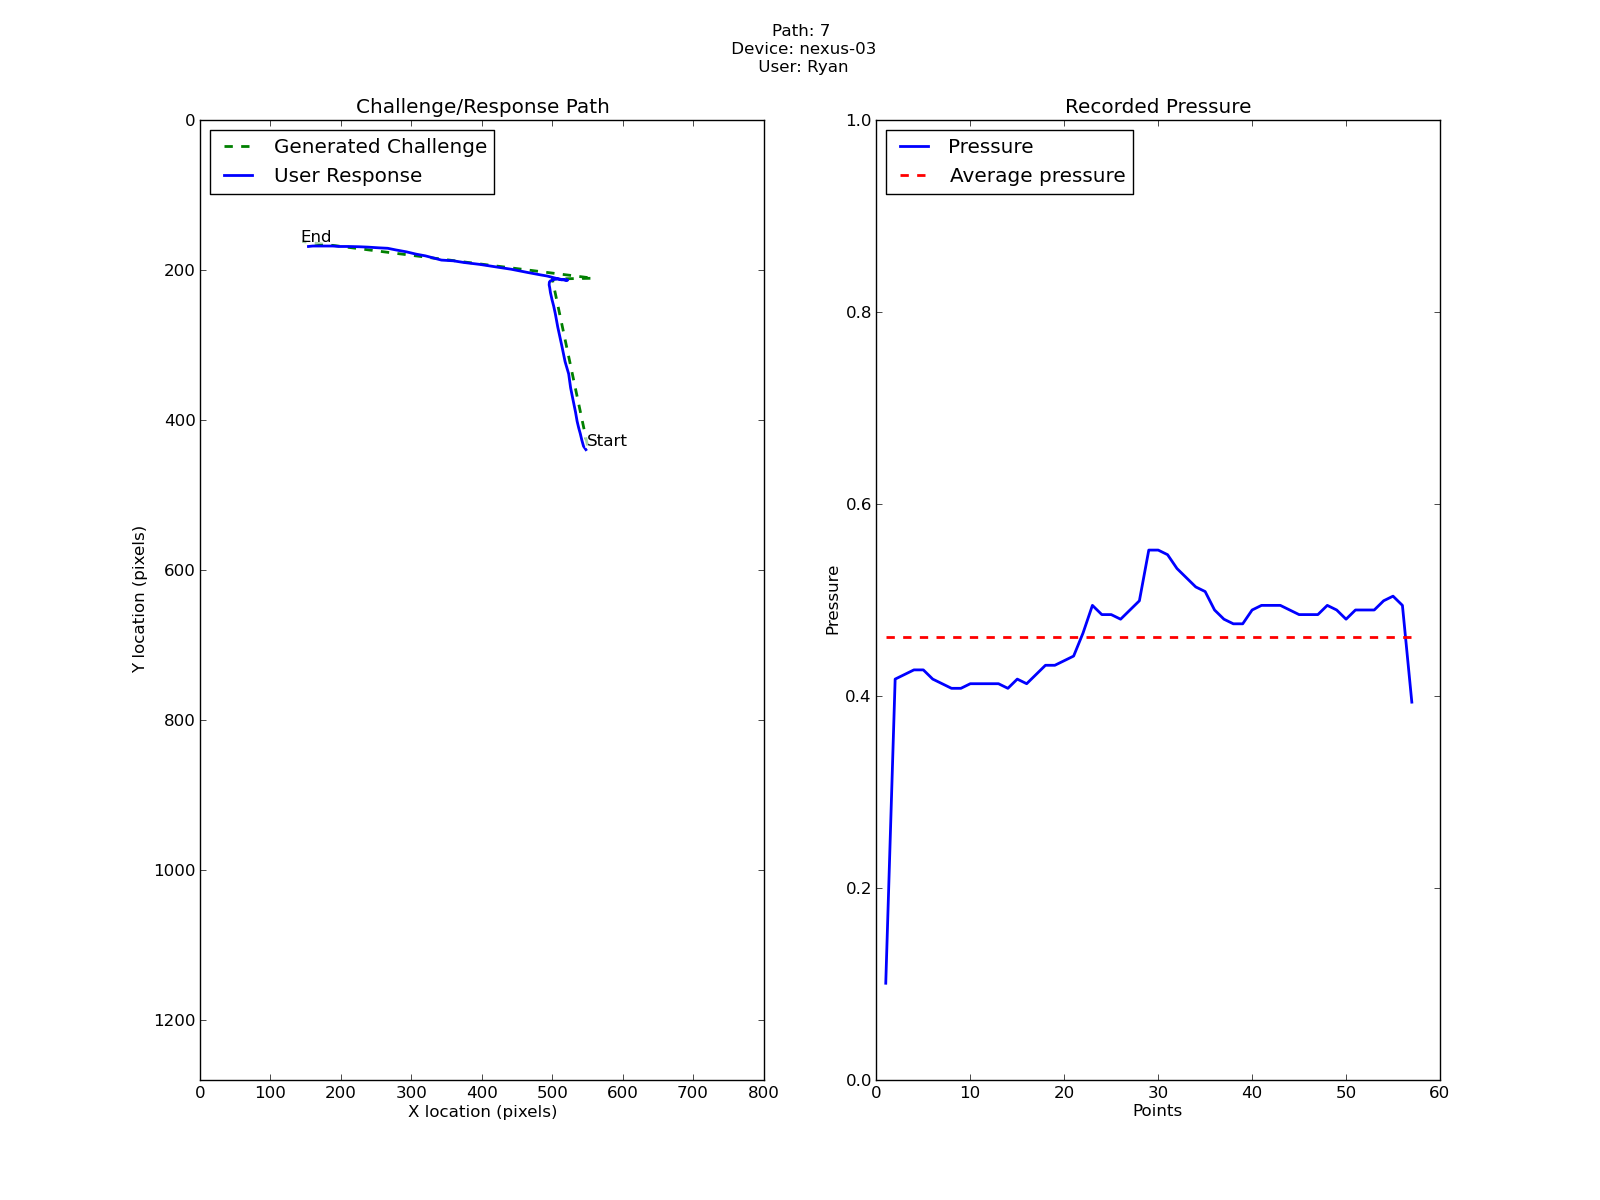 Path: 7
Device: nexus-03
User: Ryan
Challenge/Response Path
Generated Challenge
User Response
End
Start
0
200
400
600
800
1000
1200
Y location (pixels)
0 100 200 300 400 500 600 700 800
X location (pixels)
Recorded Pressure
Pressure
Average pressure
1.0
0.8
0.6
0.4
0.2
0.0
Pressure
0 10 20 30 40 50 60
Points